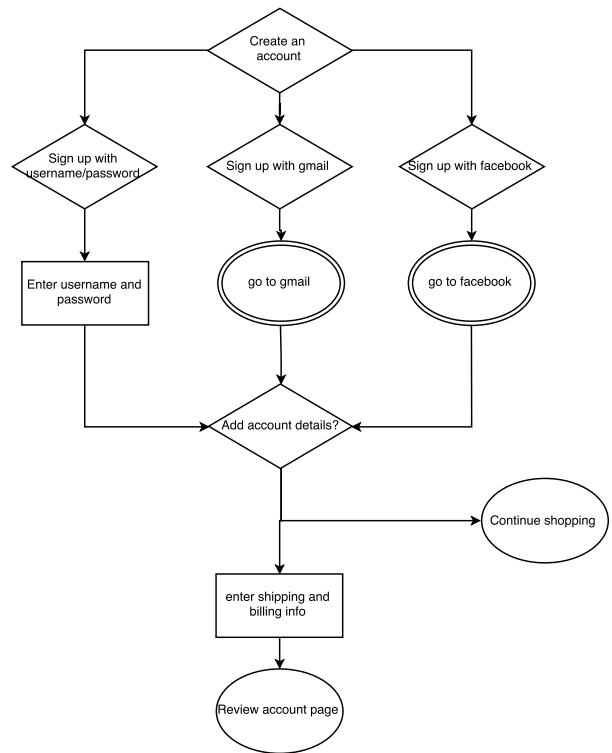 Create an
account
Sign up with
username/password
Sign up with gmail
Sign up with facebook
Enter username and
password
go to gmail
go to facebook
Add account details?
Continue shopping
enter shipping and
billing info
Review account page